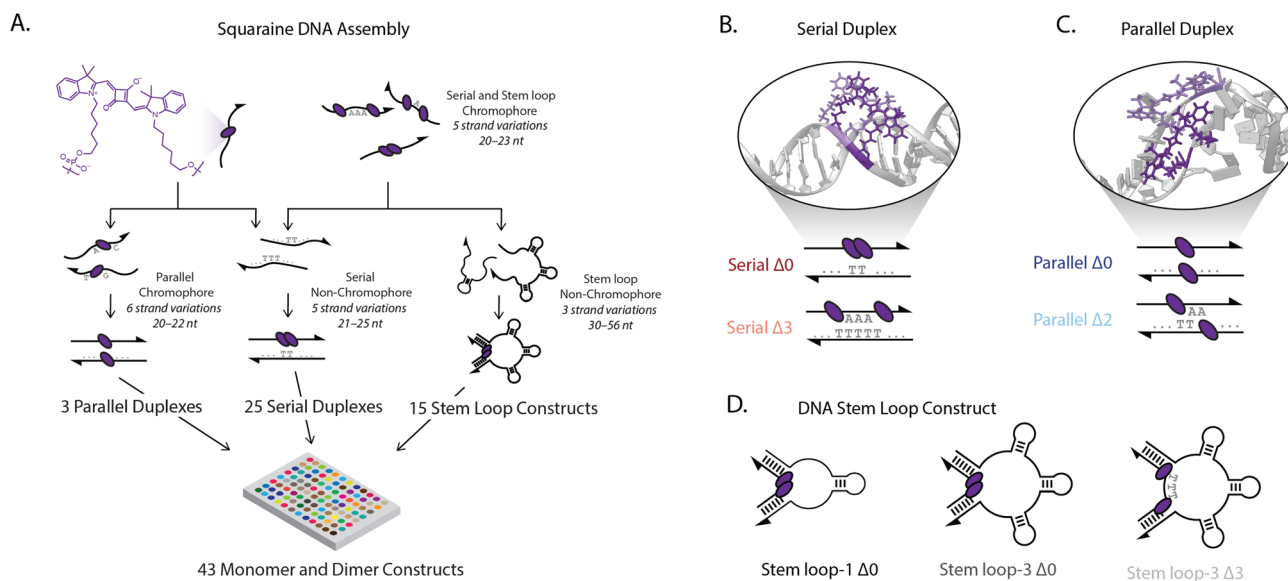 A.
Squaraine DNA Assembly
O⁻
N⁺
O
N
O
O=P-O⁻
O
AAA
A
Serial and Stem loop
Chromophore
5 strand variations
20–23 nt
A C
T G
Parallel
Chromophore
6 strand variations
20–22 nt
...TT...
...TTT...
Serial
Non-Chromophore
5 strand variations
21–25 nt
Stem loop
Non-Chromophore
3 strand variations
30–56 nt
... ...
... TT ...
3 Parallel Duplexes
25 Serial Duplexes
15 Stem Loop Constructs
43 Monomer and Dimer Constructs
B.
Serial Duplex
Serial Δ0
... TT ...
Serial Δ3
AAA
... TTTTT ...
C.
Parallel Duplex
Parallel Δ0
... ...
Parallel Δ2
AA
... TT ...
D.
DNA Stem Loop Construct
TTT
Stem loop-1 Δ0
Stem loop-3 Δ0
Stem loop-3 Δ3